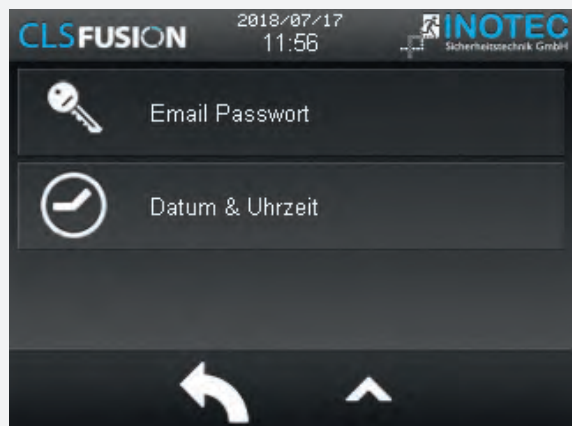 CLSFUSION
2018/07/17
11:56
INOTEC
Sicherheitstechnik GmbH
Email Passwort
Datum & Uhrzeit